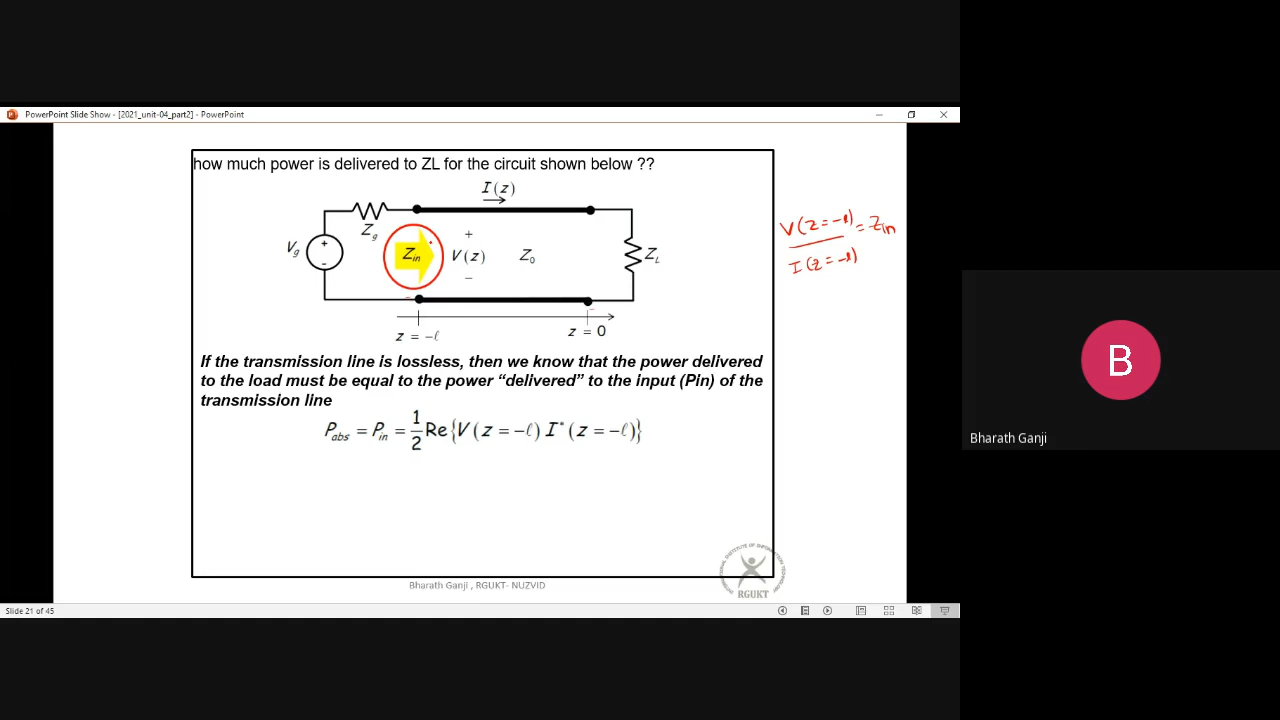 PowerPoint Slide Show - [2021_unit-04_part2] - PowerPoint
how much power is delivered to ZL for the circuit shown below ??
I(z)
Zg
Vg
+
-
Zin
+
V(z)
-
Z0
ZL
z = -ℓ
z = 0
V(z=-l)
I(z=-l)
= Zin
If the transmission line is lossless, then we know that the power delivered
to the load must be equal to the power “delivered” to the input (Pin) of the
transmission line
Pabs = Pin = 1/2 Re{V(z = -ℓ) I*(z = -ℓ)}
RGUKT
Bharath Ganji , RGUKT- NUZVID
Slide 21 of 45
B
Bharath Ganji